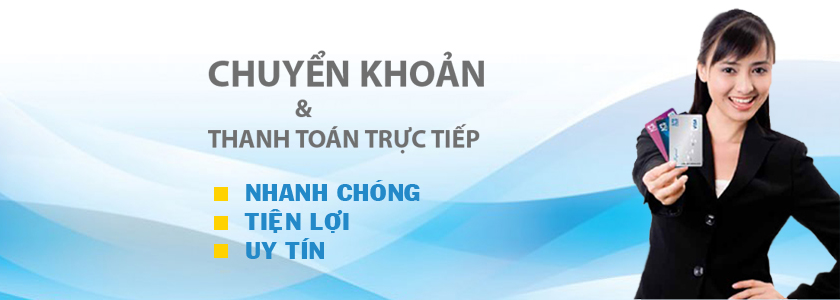 CHUYỂN KHOẢN
&
THANH TOÁN TRỰC TIẾP
NHANH CHÓNG
TIỆN LỢI
UY TÍN